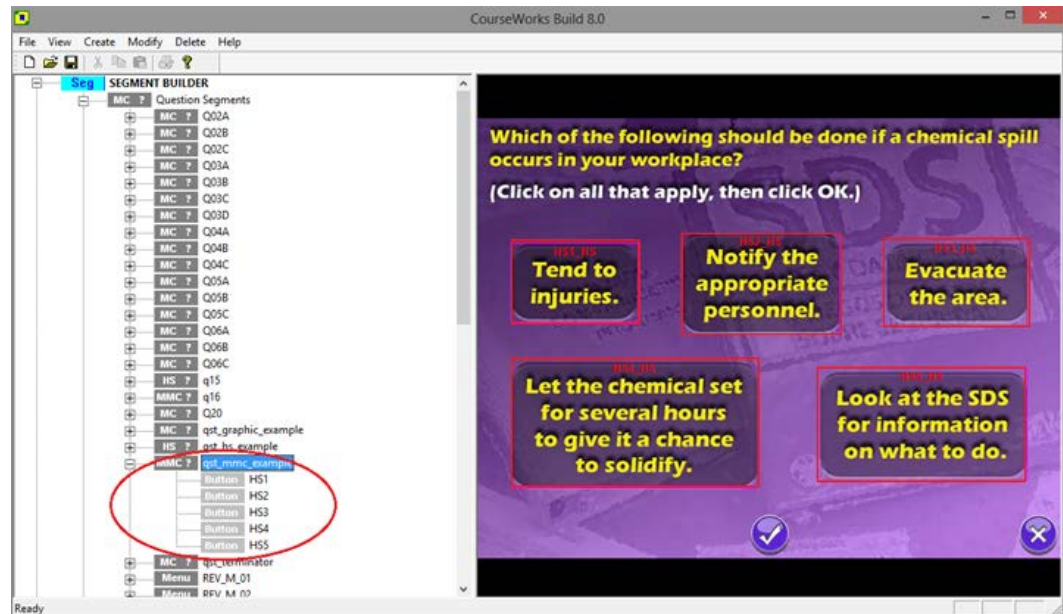 CourseWorks Build 8.0
File View Create Modify Delete Help
Seg SEGMENT BUILDER
MC ? Question Segments
MC ? Q02A
MC ? Q02B
MC ? Q02C
MC ? Q03A
MC ? Q03B
MC ? Q03C
MC ? Q03D
MC ? Q04A
MC ? Q04B
MC ? Q04C
MC ? Q05A
MC ? Q05B
MC ? Q05C
MC ? Q06A
MC ? Q06B
MC ? Q06C
HS ? q15
MMC ? q16
MC ? Q20
MC ? qst_graphic_example
HS ? qst_hs_example
MMC ? qst_mmc_example
Button HS1
Button HS2
Button HS3
Button HS4
Button HS5
MC ? qst_terminator
Menu REV_M_01
Menu REV_M_02
Ready
Which of the following should be done if a chemical spill
occurs in your workplace?
(Click on all that apply, then click OK.)
Tend to
injuries.
Notify the
appropriate
personnel.
Evacuate
the area.
Let the chemical set
for several hours
to give it a chance
to solidify.
Look at the SDS
for information
on what to do.
SDS